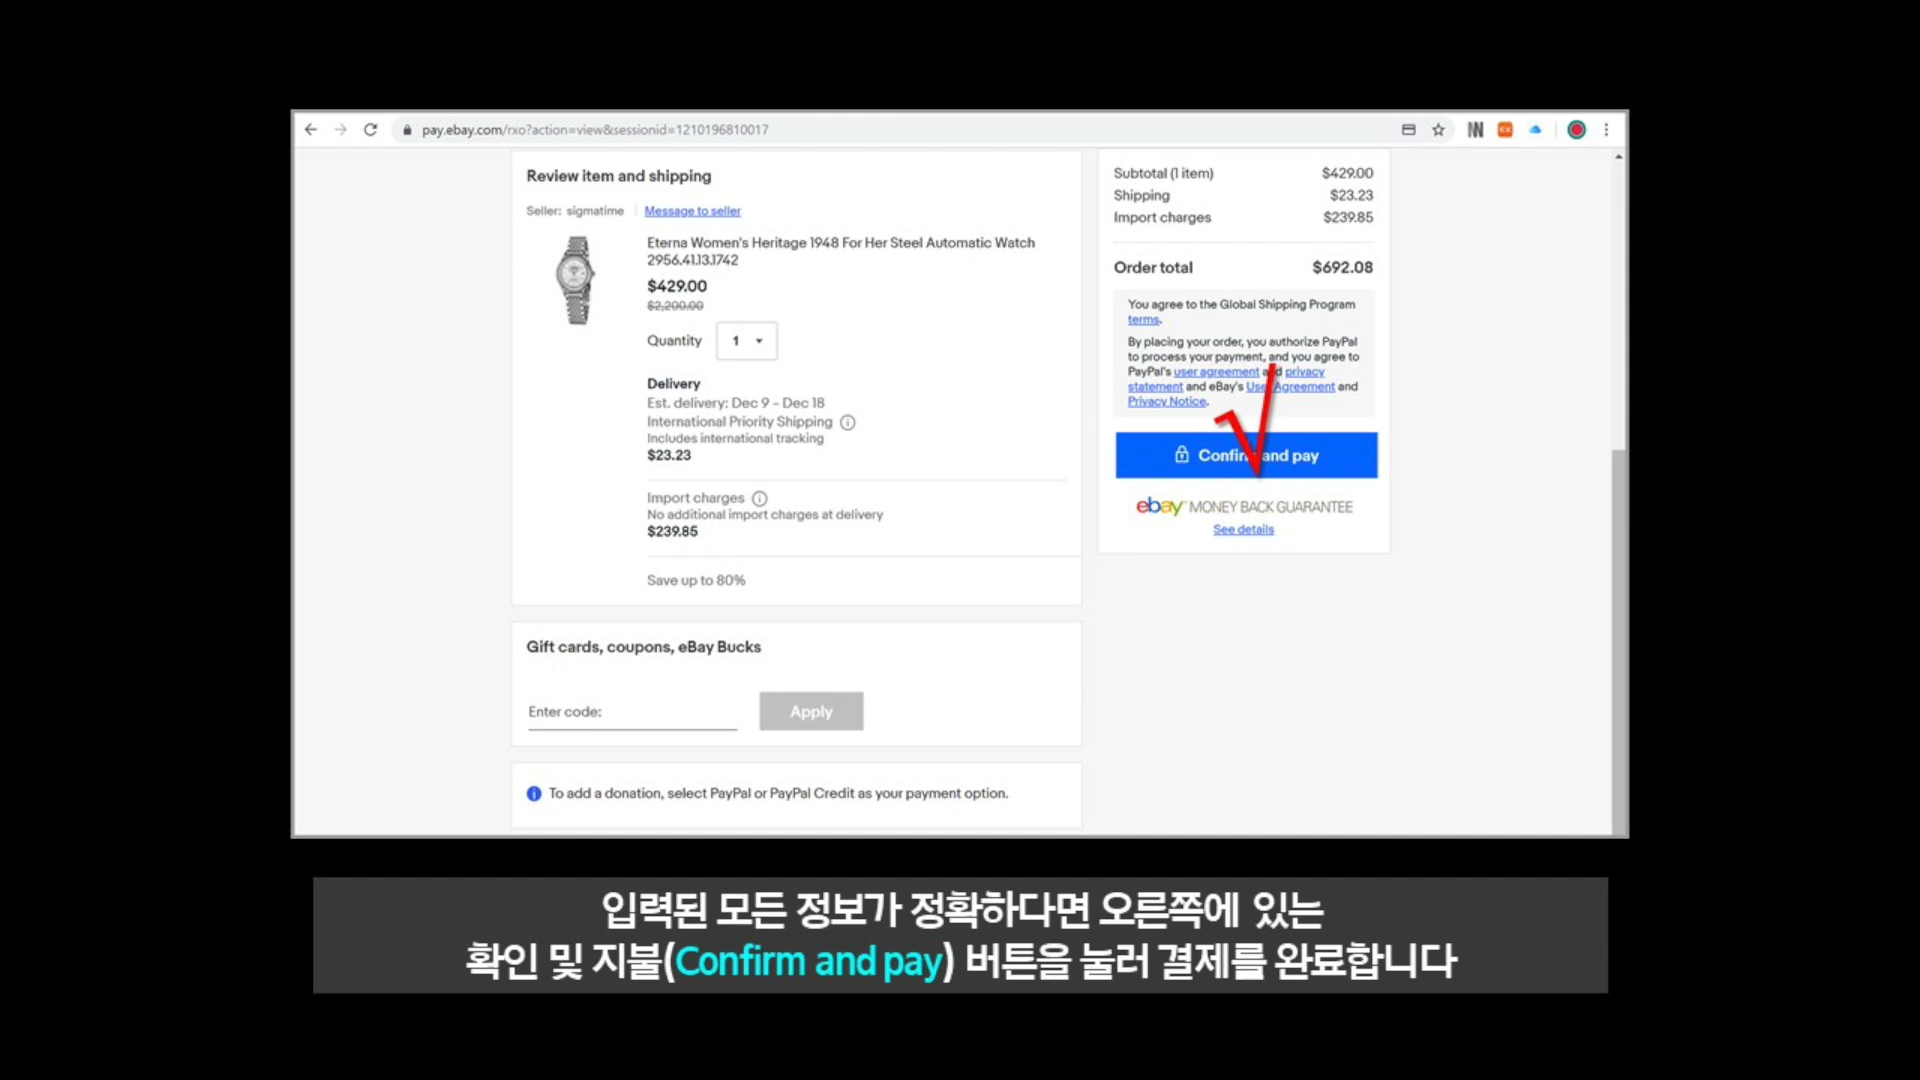 pay.ebay.com/rxo?action=view&sessionid=1210196810017
Review item and shipping
Seller: sigmatime
Message to seller
Eterna Women's Heritage 1948 For Her Steel Automatic Watch
2956.41.13.1742
$429.00
$2,200.00
Quantity 1
Delivery
Est. delivery: Dec 9 – Dec 18
International Priority Shipping
Includes international tracking
$23.23
Import charges
No additional import charges at delivery
$239.85
Save up to 80%
Gift cards, coupons, eBay Bucks
Enter code:
Apply
To add a donation, select PayPal or PayPal Credit as your payment option.
Subtotal (1 item) $429.00
Shipping $23.23
Import charges $239.85
Order total $692.08
You agree to the Global Shipping Program
terms.
By placing your order, you authorize PayPal
to process your payment, and you agree to
PayPal's user agreement and privacy
statement and eBay's User Agreement and
Privacy Notice.
Confirm and pay
ebay MONEY BACK GUARANTEE
See details
입력된 모든 정보가 정확하다면 오른쪽에 있는
확인 및 지불(Confirm and pay) 버튼을 눌러 결제를 완료합니다